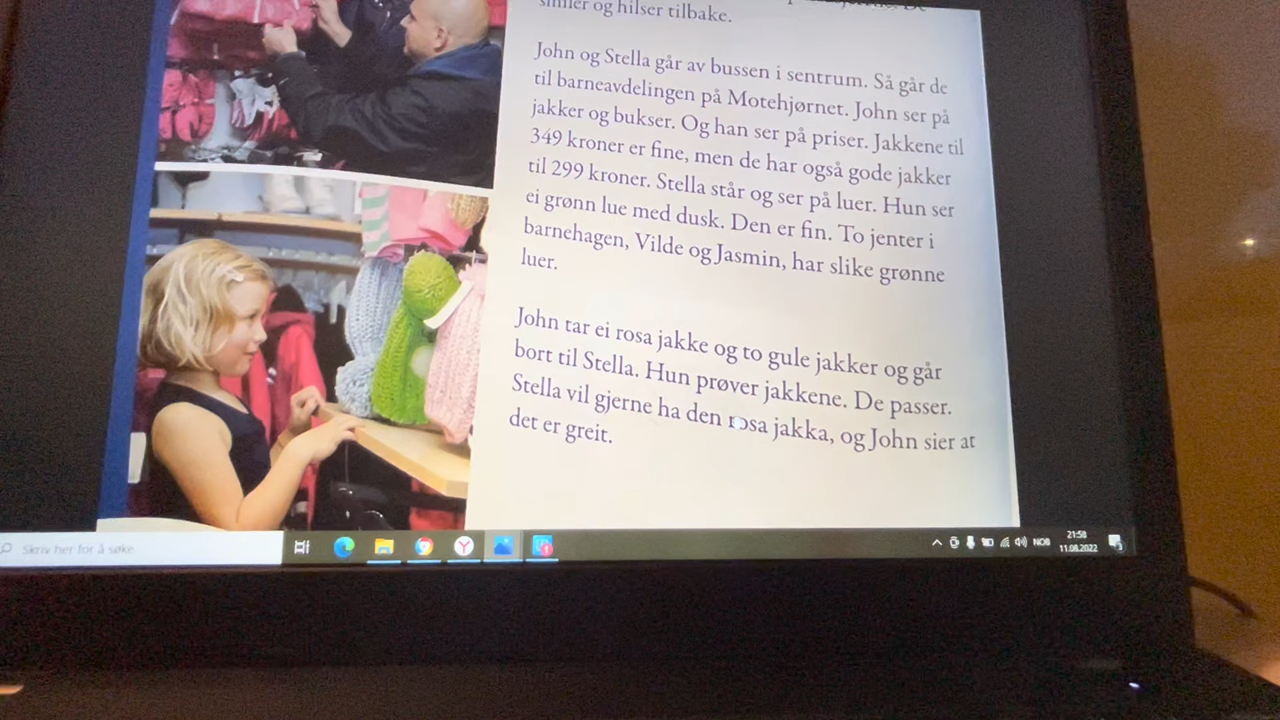 smiler og hilser tilbake.
John og Stella går av bussen i sentrum. Så går de
til barneavdelingen på Motehjørnet. John ser på
jakker og bukser. Og han ser på priser. Jakkene til
349 kroner er fine, men de har også gode jakker
til 299 kroner. Stella står og ser på luer. Hun ser
ei grønn lue med dusk. Den er fin. To jenter i
barnehagen, Vilde og Jasmin, har slike grønne
luer.
John tar ei rosa jakke og to gule jakker og går
bort til Stella. Hun prøver jakkene. De passer.
Stella vil gjerne ha den rosa jakka, og John sier at
det er greit.
Skriv her for å søke
NOB
21:58
11.08.2022